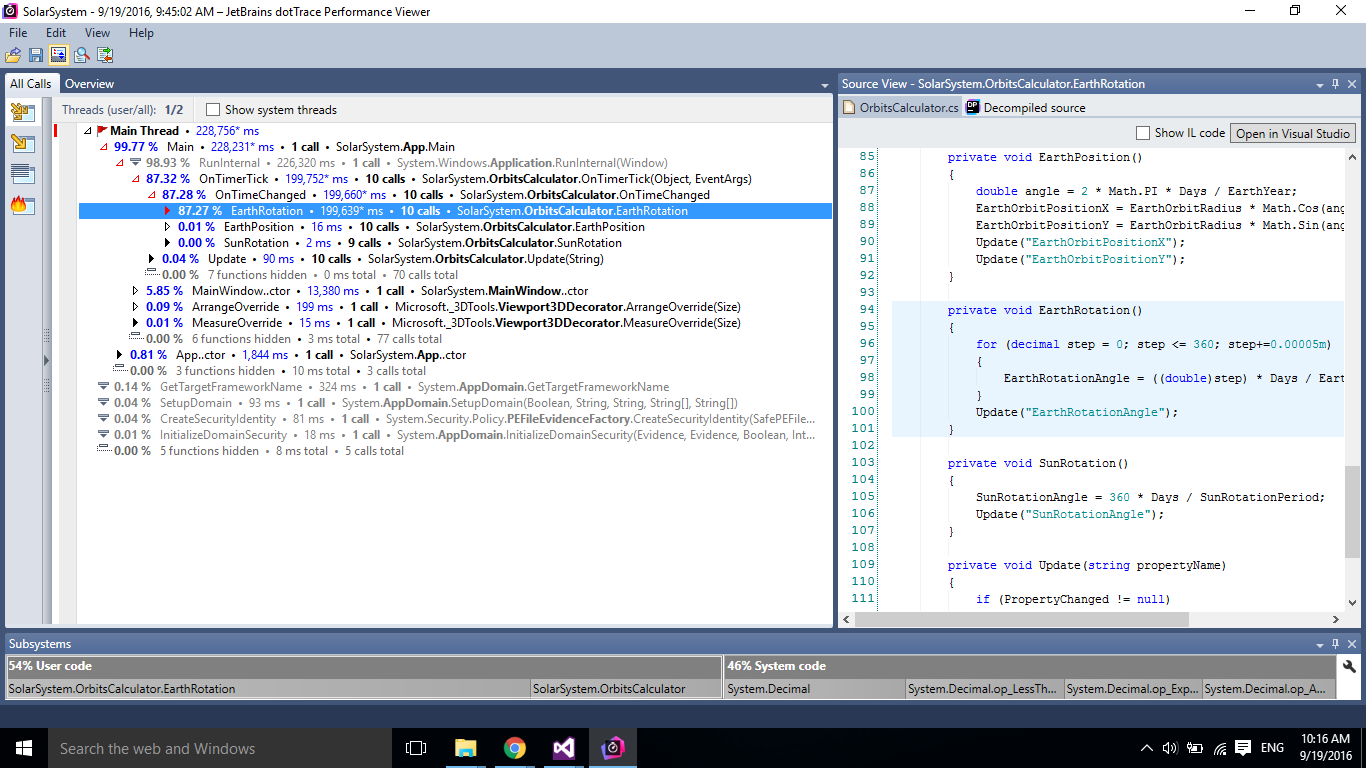 SolarSystem - 9/19/2016, 9:45:02 AM – JetBrains dotTrace Performance Viewer
File Edit View Help
All Calls
Overview
Threads (user/all): 1/2 Show system threads
Main Thread • 228,756* ms
99.77 % Main • 228,231* ms • 1 call • SolarSystem.App.Main
98.93 % RunInternal • 226,320 ms • 1 call • System.Windows.Application.RunInternal(Window)
87.32 % OnTimerTick • 199,752* ms • 10 calls • SolarSystem.OrbitsCalculator.OnTimerTick(Object, EventArgs)
87.28 % OnTimeChanged • 199,660* ms • 10 calls • SolarSystem.OrbitsCalculator.OnTimeChanged
87.27 % EarthRotation • 199,639* ms • 10 calls • SolarSystem.OrbitsCalculator.EarthRotation
0.01 % EarthPosition • 16 ms • 10 calls • SolarSystem.OrbitsCalculator.EarthPosition
0.00 % SunRotation • 2 ms • 9 calls • SolarSystem.OrbitsCalculator.SunRotation
0.04 % Update • 90 ms • 10 calls • SolarSystem.OrbitsCalculator.Update(String)
0.00 % 7 functions hidden • 0 ms total • 70 calls total
5.85 % MainWindow..ctor • 13,380 ms • 1 call • SolarSystem.MainWindow..ctor
0.09 % ArrangeOverride • 199 ms • 1 call • Microsoft._3DTools.Viewport3DDecorator.ArrangeOverride(Size)
0.01 % MeasureOverride • 15 ms • 1 call • Microsoft._3DTools.Viewport3DDecorator.MeasureOverride(Size)
0.00 % 6 functions hidden • 3 ms total • 77 calls total
0.81 % App..ctor • 1,844 ms • 1 call • SolarSystem.App..ctor
0.00 % 3 functions hidden • 10 ms total • 3 calls total
0.14 % GetTargetFrameworkName • 324 ms • 1 call • System.AppDomain.GetTargetFrameworkName
0.04 % SetupDomain • 93 ms • 1 call • System.AppDomain.SetupDomain(Boolean, String, String, String[], String[])
0.04 % CreateSecurityIdentity • 81 ms • 1 call • System.Security.Policy.PEFileEvidenceFactory.CreateSecurityIdentity(SafePEFile...
0.01 % InitializeDomainSecurity • 18 ms • 1 call • System.AppDomain.InitializeDomainSecurity(Evidence, Evidence, Boolean, Int...
0.00 % 5 functions hidden • 8 ms total • 5 calls total
Source View - SolarSystem.OrbitsCalculator.EarthRotation
OrbitsCalculator.cs DP Decompiled source
Show IL code Open in Visual Studio
85 private void EarthPosition()
86 {
87 double angle = 2 * Math.PI * Days / EarthYear;
88 EarthOrbitPositionX = EarthOrbitRadius * Math.Cos(ang
89 EarthOrbitPositionY = EarthOrbitRadius * Math.Sin(ang
90 Update("EarthOrbitPositionX");
91 Update("EarthOrbitPositionY");
92 }
93
94 private void EarthRotation()
95 {
96 for (decimal step = 0; step <= 360; step+=0.00005m)
97 {
98 EarthRotationAngle = ((double)step) * Days / Eart
99 }
100 Update("EarthRotationAngle");
101 }
102
103 private void SunRotation()
104 {
105 SunRotationAngle = 360 * Days / SunRotationPeriod;
106 Update("SunRotationAngle");
107 }
108
109 private void Update(string propertyName)
110 {
111 if (PropertyChanged != null)
Subsystems
54% User code
46% System code
SolarSystem.OrbitsCalculator.EarthRotation
SolarSystem.OrbitsCalculator
System.Decimal
System.Decimal.op_LessTh...
System.Decimal.op_Exp...
System.Decimal.op_A...
Search the web and Windows
ENG
10:16 AM
9/19/2016